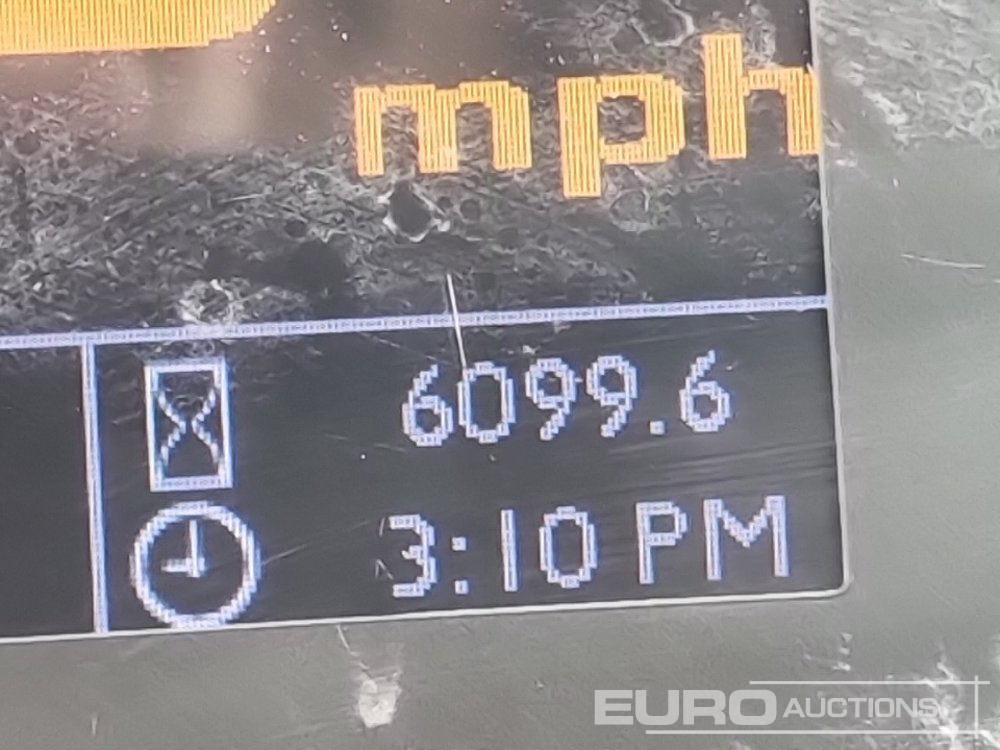 mph
6099.6
3:10 PM
EURO AUCTIONS